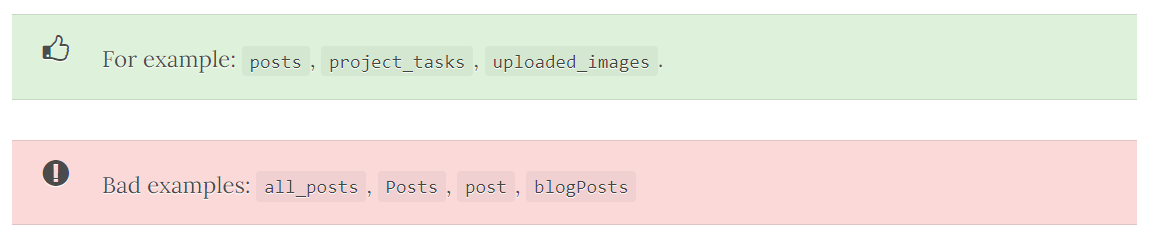 For example: posts, project_tasks, uploaded_images.
Bad examples: all_posts, Posts, post, blogPosts